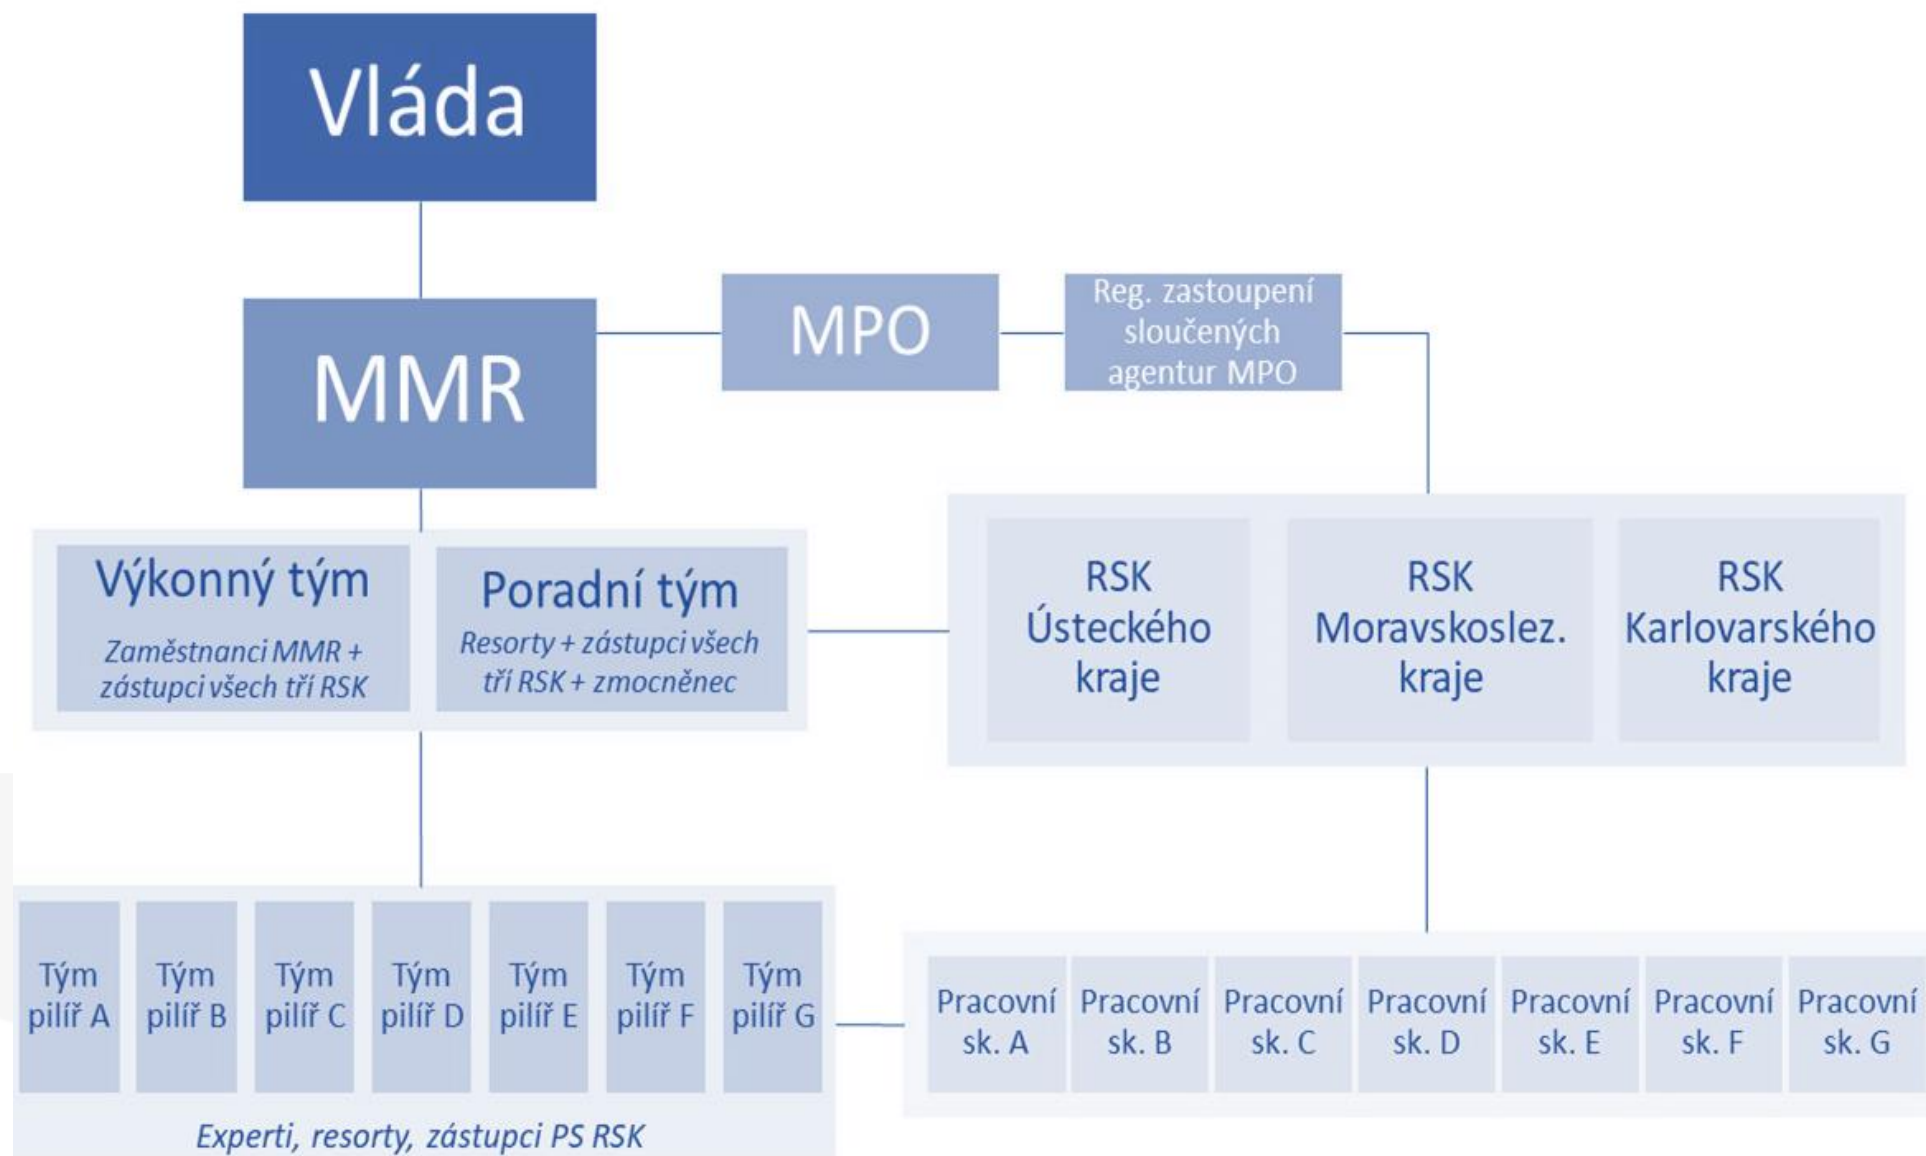 Vláda
MMR
MPO
Reg. zastoupení
sloučených
agentur MPO
Výkonný tým
Zaměstnanci MMR +
zástupci všech tří RSK
Poradní tým
Resorty + zástupci všech
tří RSK + zmocněnec
RSK
Ústeckého
kraje
RSK
Moravskoslez.
kraje
RSK
Karlovarského
kraje
Tým
pilíř A
Tým
pilíř B
Tým
pilíř C
Tým
pilíř D
Tým
pilíř E
Tým
pilíř F
Tým
pilíř G
Experti, resorty, zástupci PS RSK
Pracovní
sk. A
Pracovní
sk. B
Pracovní
sk. C
Pracovní
sk. D
Pracovní
sk. E
Pracovní
sk. F
Pracovní
sk. G